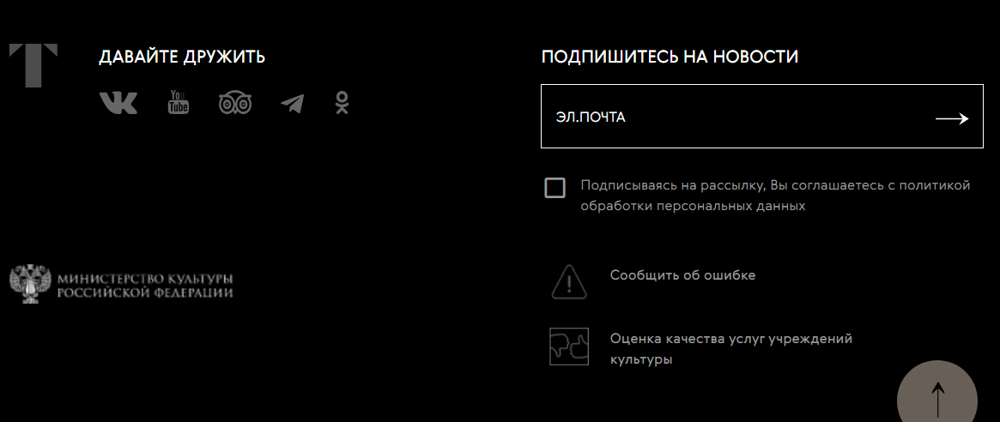 Т
ДАВАЙТЕ ДРУЖИТЬ
You
Tube
ПОДПИШИТЕСЬ НА НОВОСТИ
ЭЛ.ПОЧТА
Подписываясь на рассылку, Вы соглашаетесь с политикой
обработки персональных данных
МИНИСТЕРСТВО КУЛЬТУРЫ
РОССИЙСКОЙ ФЕДЕРАЦИИ
Сообщить об ошибке
Оценка качества услуг учреждений
культуры